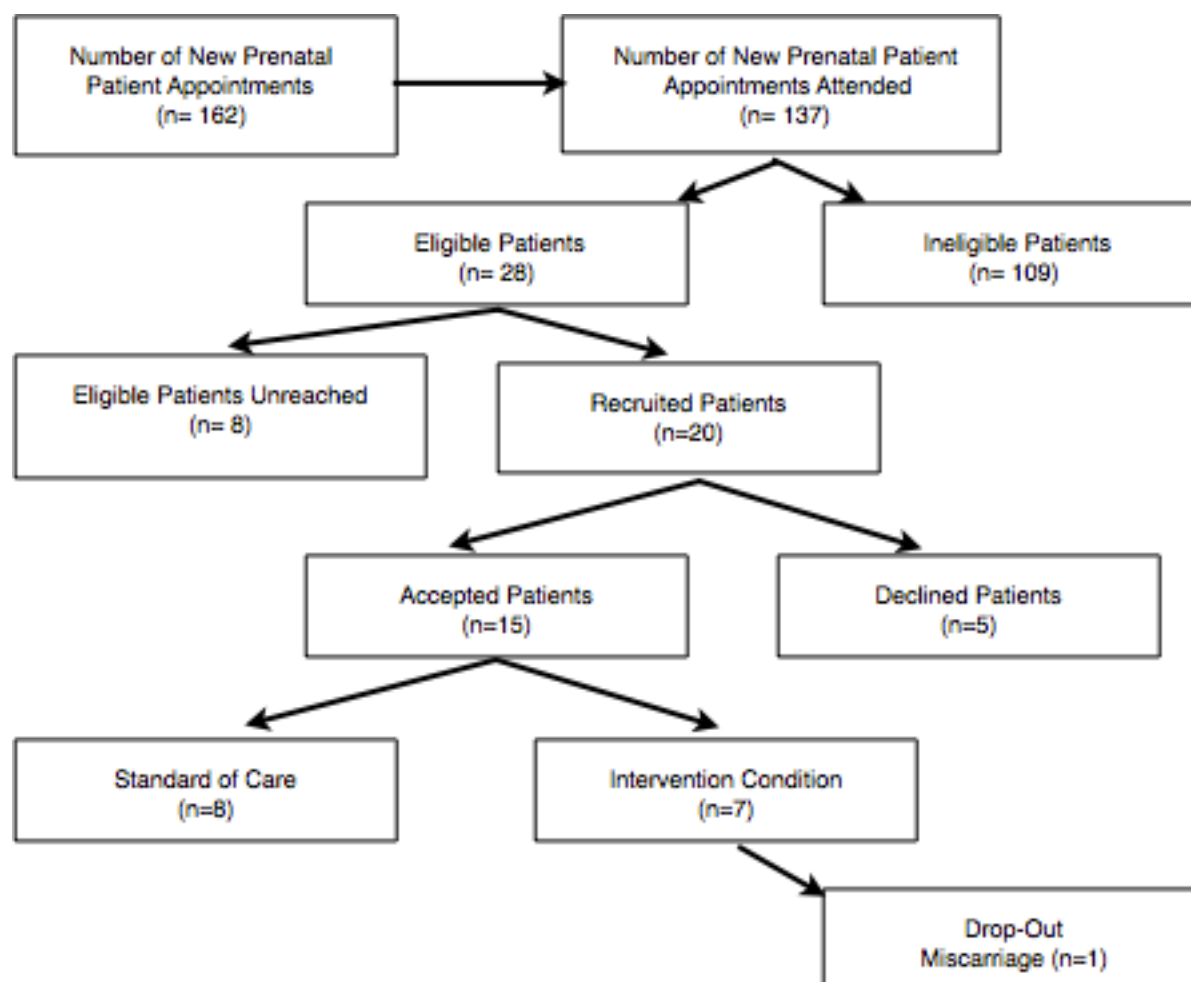 Number of New Prenatal
Patient Appointments
(n= 162)
Number of New Prenatal Patient
Appointments Attended
(n= 137)
Eligible Patients
(n= 28)
Ineligible Patients
(n= 109)
Eligible Patients Unreached
(n= 8)
Recruited Patients
(n=20)
Accepted Patients
(n=15)
Declined Patients
(n=5)
Standard of Care
(n=8)
Intervention Condition
(n=7)
Drop-Out
Miscarriage (n=1)